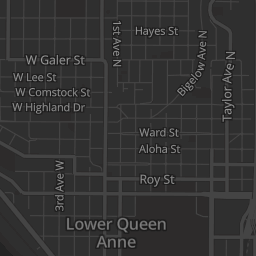 Hayes St
1st Ave N
W Galer St
Bigelow Ave N
Taylor Ave N
W Lee St
W Comstock St
W Highland Dr
Ward St
Aloha St
3rd Ave W
Roy St
Lower Queen
Anne